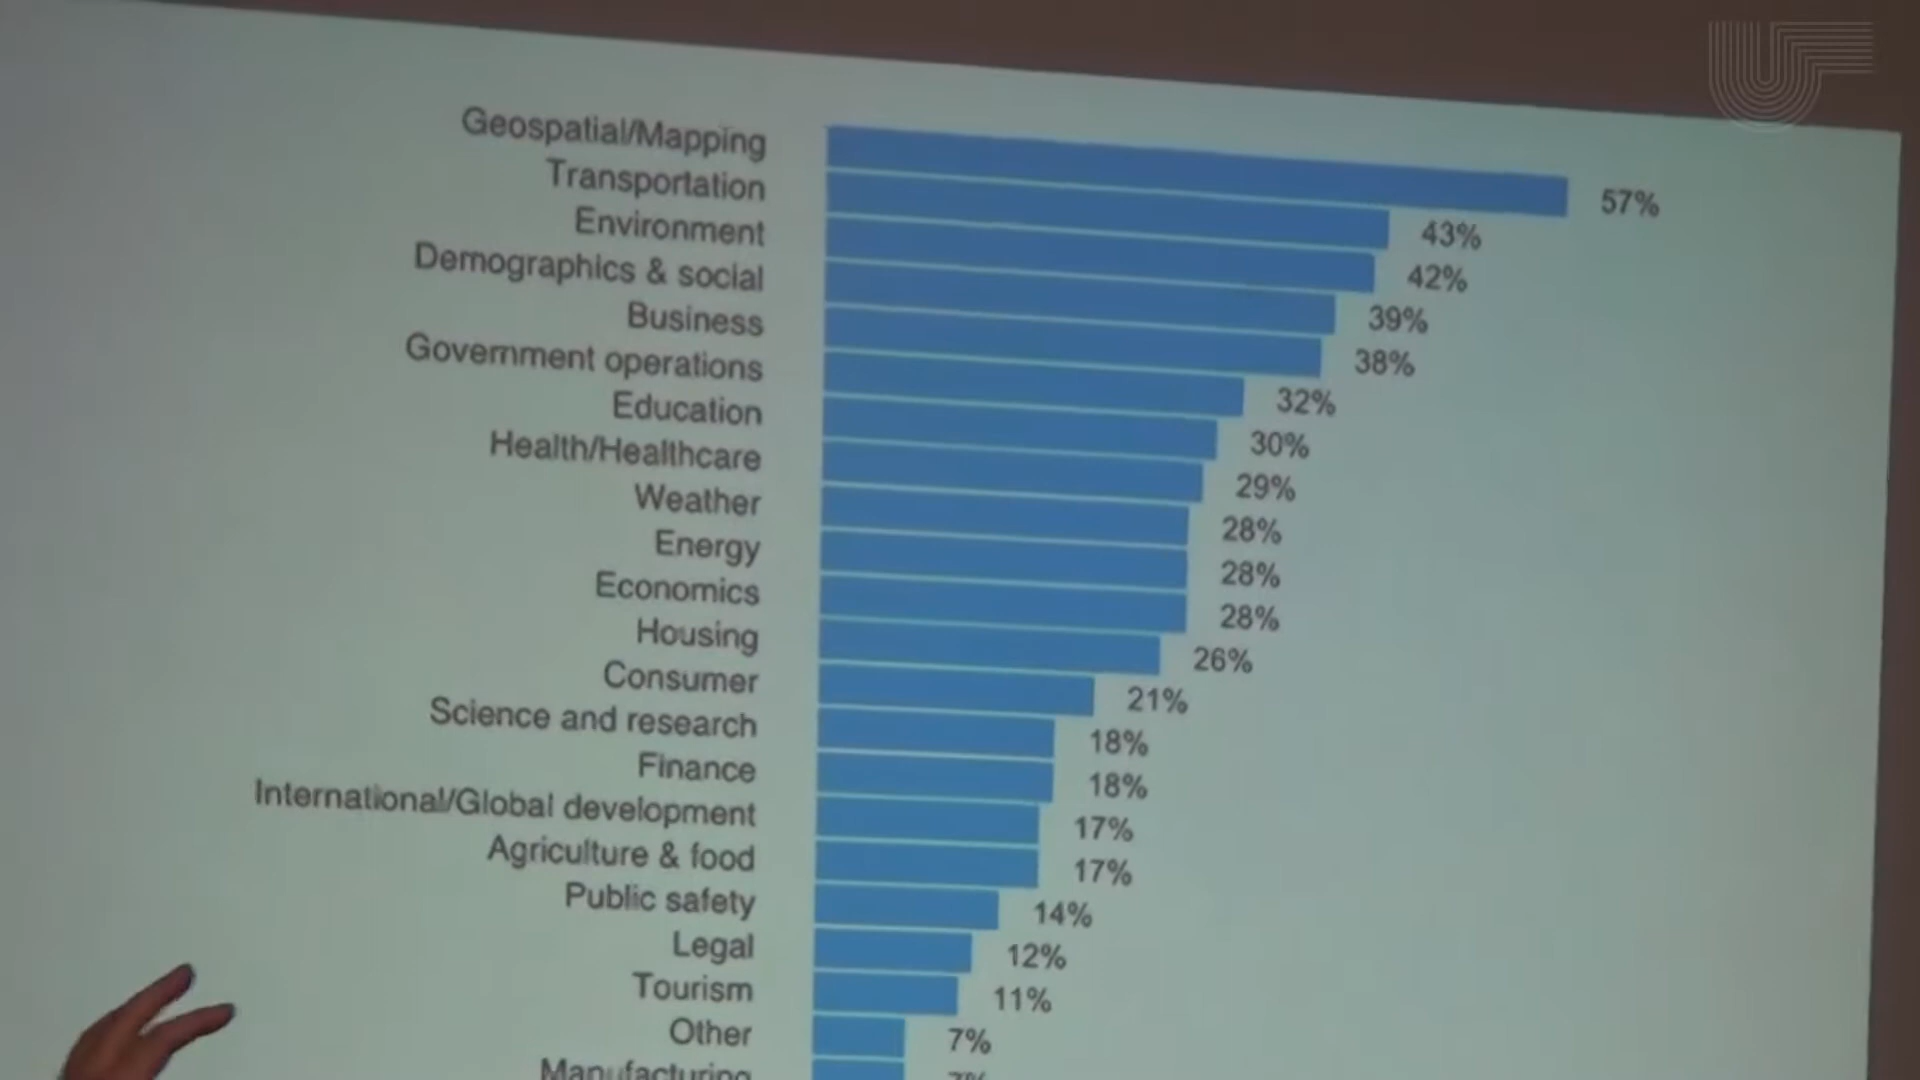 Geospatial/Mapping 57%
Transportation 43%
Environment 42%
Demographics & social 39%
Business 38%
Government operations 32%
Education 30%
Health/Healthcare 29%
Weather 28%
Energy 28%
Economics 28%
Housing 26%
Consumer 21%
Science and research 18%
Finance 18%
International/Global development 17%
Agriculture & food 17%
Public safety 14%
Legal 12%
Tourism 11%
Other 7%
Manufacturing 7%